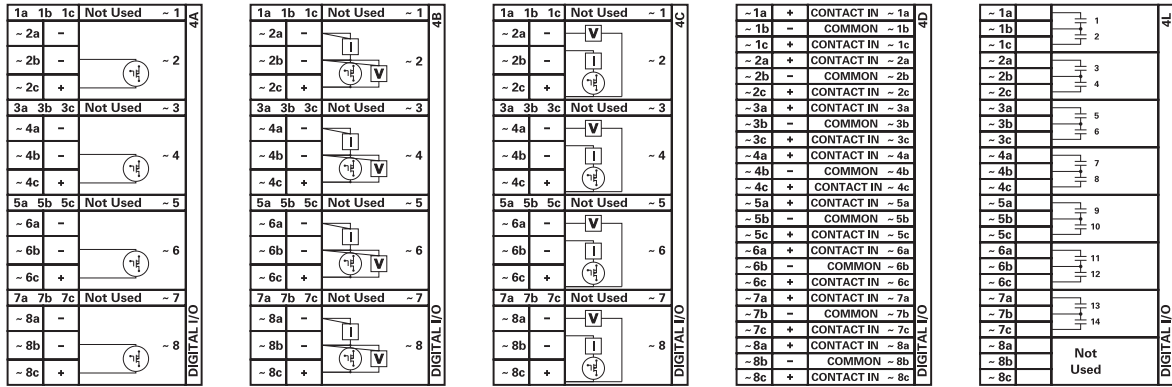 1a 1b 1c Not Used ~ 1
~ 2a −
~ 2b − ~ 2
~ 2c +
3a 3b 3c Not Used ~ 3
~ 4a −
~ 4b − ~ 4
~ 4c +
5a 5b 5c Not Used ~ 5
~ 6a −
~ 6b − ~ 6
~ 6c +
7a 7b 7c Not Used ~ 7
~ 8a −
~ 8b − ~ 8
~ 8c +
4A
DIGITAL I/O
1a 1b 1c Not Used ~ 1
~ 2a − I
~ 2b − V ~ 2
~ 2c +
3a 3b 3c Not Used ~ 3
~ 4a − I
~ 4b − V ~ 4
~ 4c +
5a 5b 5c Not Used ~ 5
~ 6a − I
~ 6b − V ~ 6
~ 6c +
7a 7b 7c Not Used ~ 7
~ 8a − I
~ 8b − V ~ 8
~ 8c +
4B
DIGITAL I/O
1a 1b 1c Not Used ~ 1
~ 2a − V
~ 2b − I ~ 2
~ 2c +
3a 3b 3c Not Used ~ 3
~ 4a − V
~ 4b − I ~ 4
~ 4c +
5a 5b 5c Not Used ~ 5
~ 6a − V
~ 6b − I ~ 6
~ 6c +
7a 7b 7c Not Used ~ 7
~ 8a − V
~ 8b − I ~ 8
~ 8c +
4C
DIGITAL I/O
~ 1a + CONTACT IN ~ 1a
~ 1b − COMMON ~ 1b
~ 1c + CONTACT IN ~ 1c
~ 2a + CONTACT IN ~ 2a
~ 2b − COMMON ~ 2b
~ 2c + CONTACT IN ~ 2c
~ 3a + CONTACT IN ~ 3a
~ 3b − COMMON ~ 3b
~ 3c + CONTACT IN ~ 3c
~ 4a + CONTACT IN ~ 4a
~ 4b − COMMON ~ 4b
~ 4c + CONTACT IN ~ 4c
~ 5a + CONTACT IN ~ 5a
~ 5b − COMMON ~ 5b
~ 5c + CONTACT IN ~ 5c
~ 6a + CONTACT IN ~ 6a
~ 6b − COMMON ~ 6b
~ 6c + CONTACT IN ~ 6c
~ 7a + CONTACT IN ~ 7a
~ 7b − COMMON ~ 7b
~ 7c + CONTACT IN ~ 7c
~ 8a + CONTACT IN ~ 8a
~ 8b − COMMON ~ 8b
~ 8c + CONTACT IN ~ 8c
4D
DIGITAL I/O
~ 1a 1
~ 1b 2
~ 1c
~ 2a 3
~ 2b 4
~ 2c
~ 3a 5
~ 3b 6
~ 3c
~ 4a 7
~ 4b 8
~ 4c
~ 5a 9
~ 5b 10
~ 5c
~ 6a 11
~ 6b 12
~ 6c
~ 7a 13
~ 7b 14
~ 7c
~ 8a Not
~ 8b Used
~ 8c
4L
DIGITAL I/O